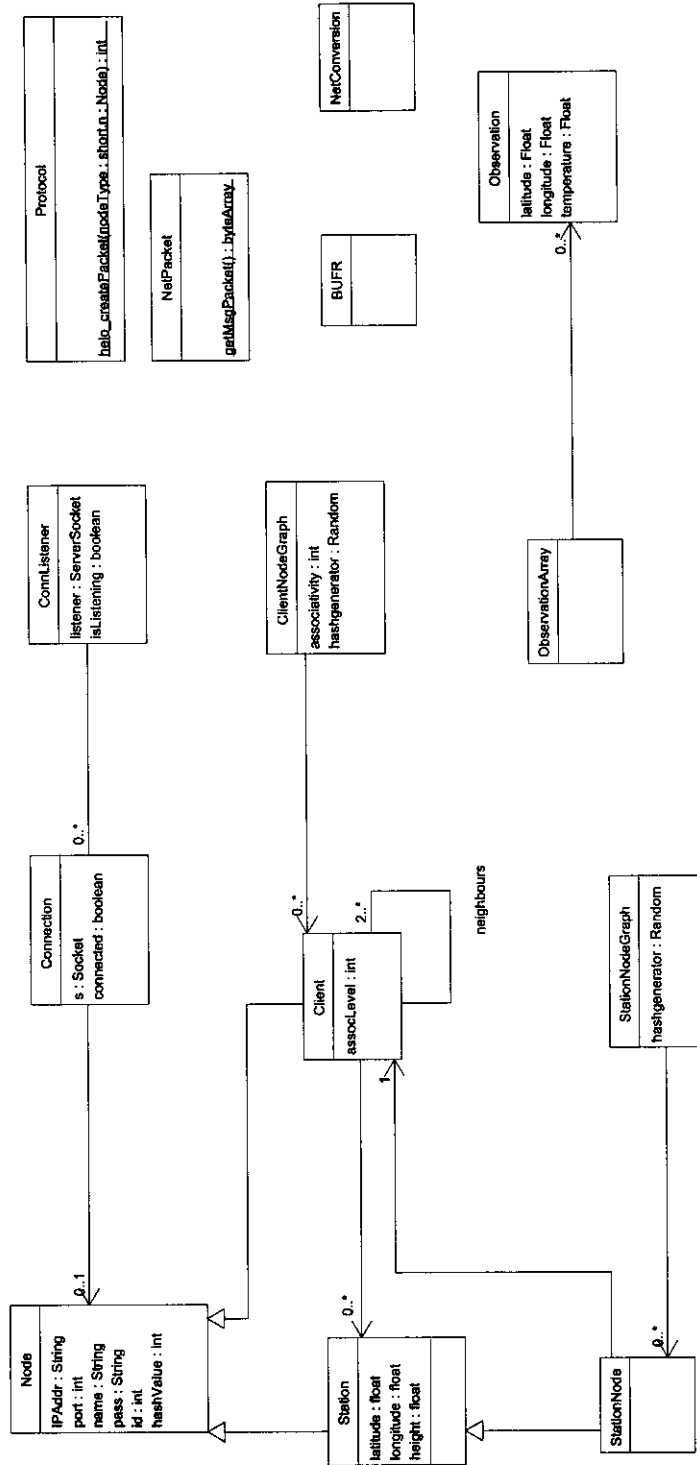 Node
IPAddr : String
port : int
name : String
pass : String
id : int
hashValue : int
0..1
Connection
s : Socket
connected : boolean
0..*
ConnListener
listener : ServerSocket
isListening : boolean
Protocol
helo_createPacket(nodeType : short,n : Node) : int
NetPacket
getMsgPacket() : byteArray
Station
latitude : float
longitude : float
height : float
0..*
Client
assocLevel : int
0..*
2..*
neighbours
1
ClientNodeGraph
associativity : int
hashgenerator : Random
BUFR
NetConversion
StationNode
0..*
StationNodeGraph
hashgenerator : Random
ObservationArray
0..*
Observation
latitude : Float
longitude : Float
temperature : Float